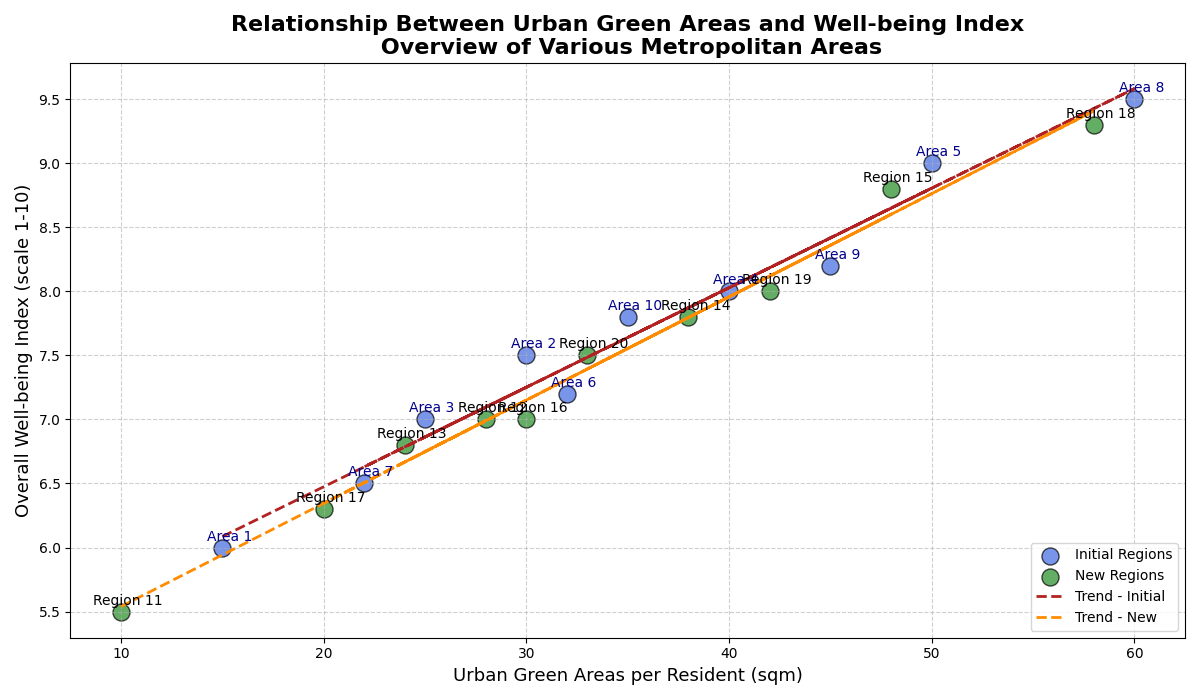 Relationship Between Urban Green Areas and Well-being Index
Overview of Various Metropolitan Areas
Overall Well-being Index (scale 1-10)
9.5
9.0
8.5
8.0
7.5
7.0
6.5
6.0
5.5
Area 8
Region 18
Area 5
Region 15
Area 9
Area 4
Region 19
Area 10
Region 14
Area 2
Region 20
Area 6
Area 3
Region 12
Region 16
Region 13
Area 7
Region 17
Area 1
Region 11
10
20
30
40
50
60
Urban Green Areas per Resident (sqm)
Initial Regions
New Regions
Trend - Initial
Trend - New